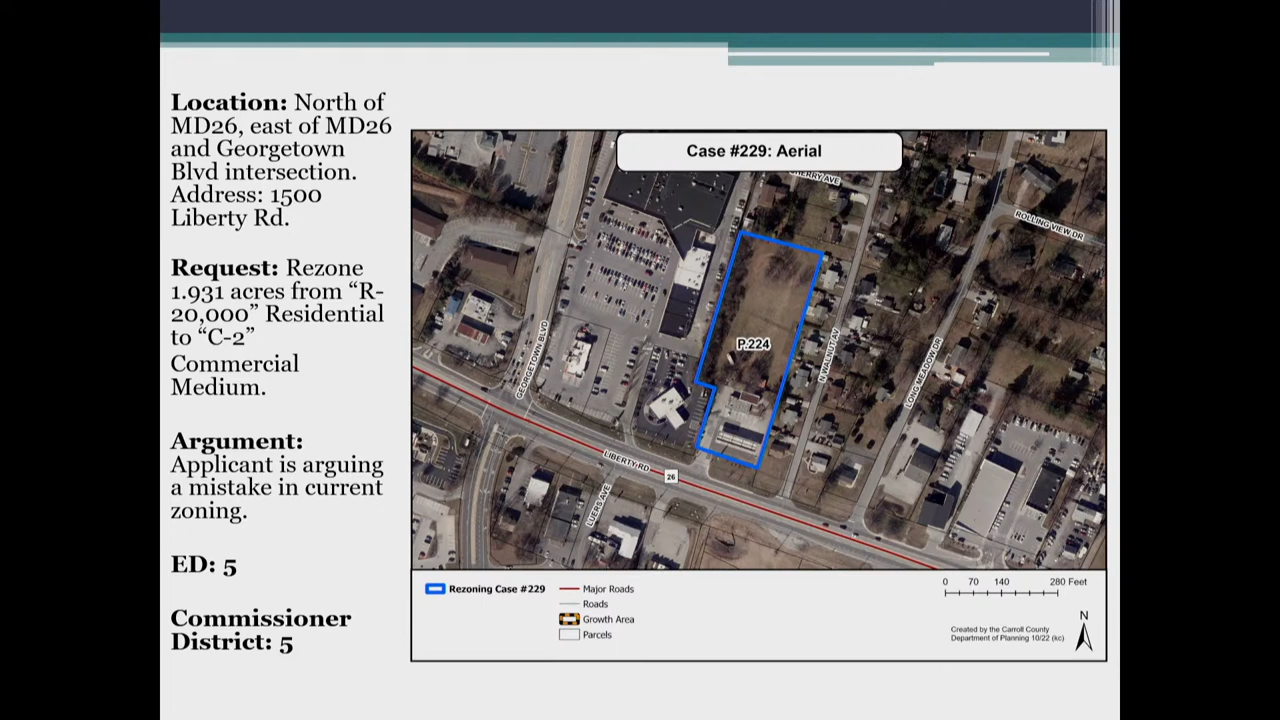 Location: North of
MD26, east of MD26
and Georgetown
Blvd intersection.
Address: 1500
Liberty Rd.
Request: Rezone
1.931 acres from “R-
20,000” Residential
to “C-2”
Commercial
Medium.
Argument:
Applicant is arguing
a mistake in current
zoning.
ED: 5
Commissioner
District: 5
Case #229: Aerial
ROLLING VIEW DR
P.224
GEORGETOWN BLVD
N WALNUT AV
LONG MEADOW DR
LIBERTY RD
26
LUERS AVE
Rezoning Case #229
Major Roads
Roads
Growth Area
Parcels
0 70 140 280 Feet
N
Created by the Carroll County
Department of Planning 10/22 (kc)